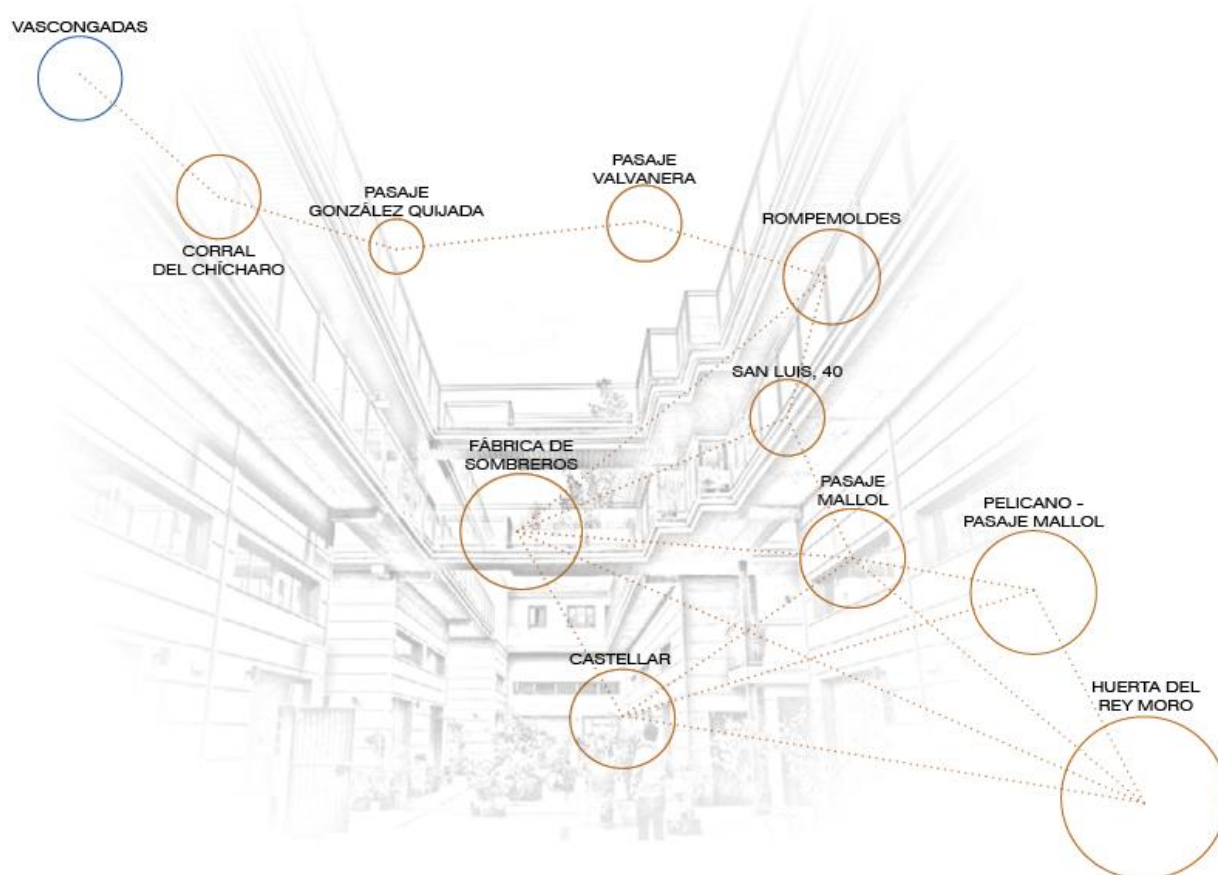 VASCONGADAS
CORRAL
DEL CHÍCHARO
PASAJE
GONZÁLEZ QUIJADA
PASAJE
VALVANERA
ROMPEMOLDES
SAN LUIS, 40
FÁBRICA DE
SOMBREROS
PASAJE
MALLOL
PELICANO -
PASAJE MALLOL
CASTELLAR
HUERTA DEL
REY MORO